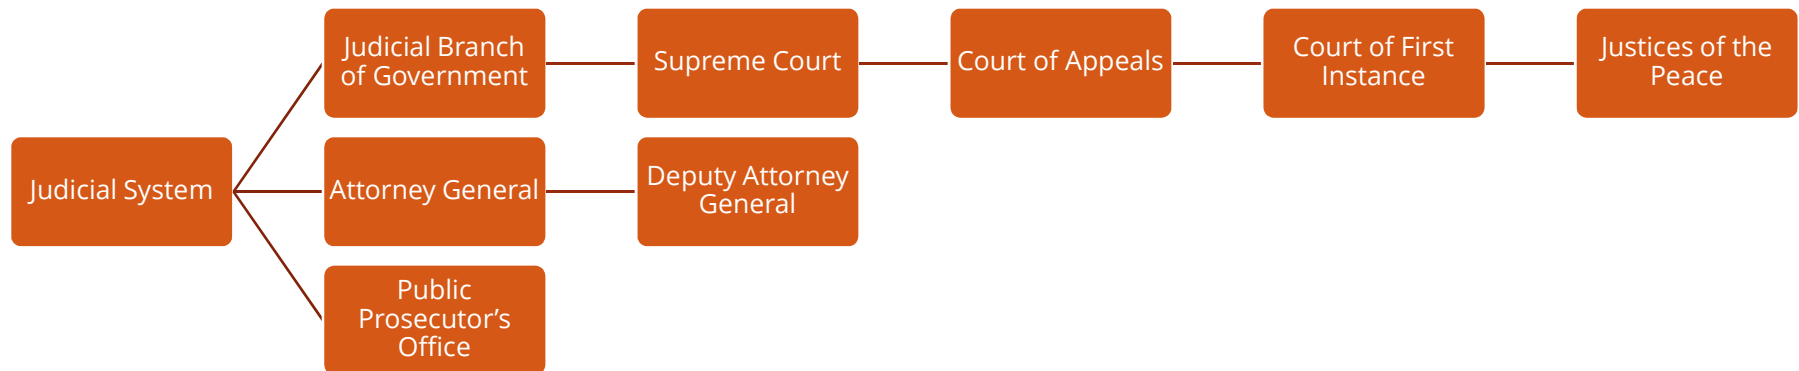 Judicial Branch
of Government
Supreme Court
Court of Appeals
Court of First
Instance
Justices of the
Peace
Judicial System
Attorney General
Deputy Attorney
General
Public
Prosecutor’s
Office